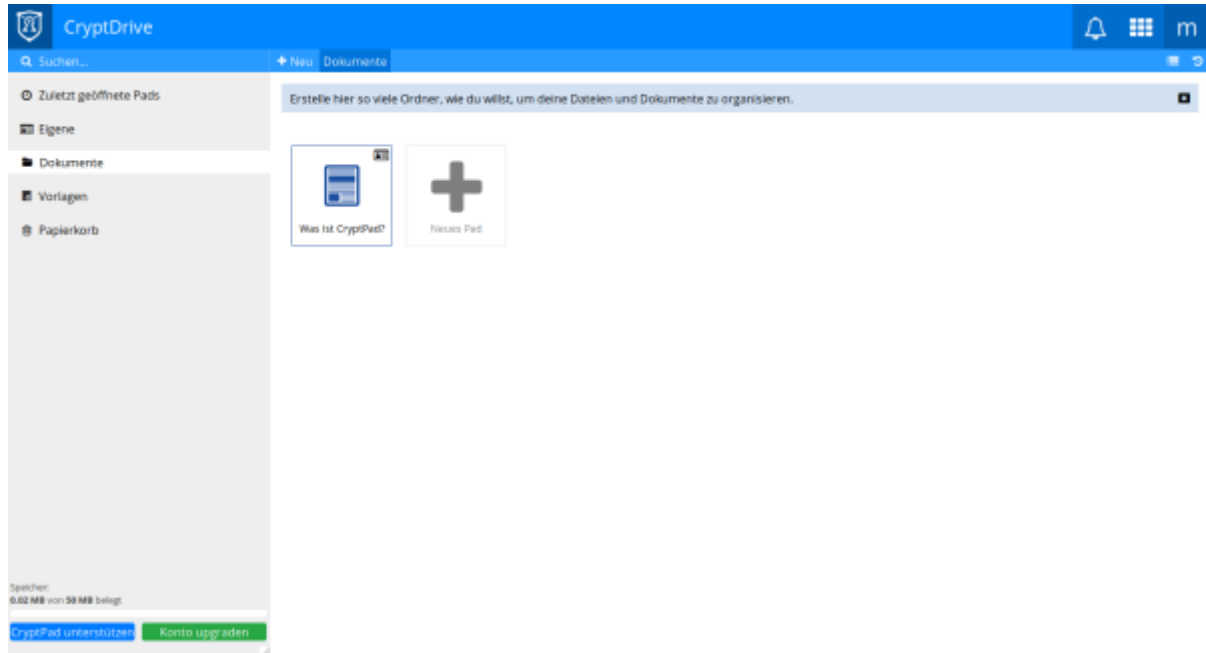 CryptDrive
m
Suchen...
Neu Dokumente
Zuletzt geöffnete Pads
Eigene
Dokumente
Vorlagen
Papierkorb
Erstelle hier so viele Ordner, wie du willst, um deine Dateien und Dokumente zu organisieren.
Was ist CryptPad?
Neues Pad
Speicher:
0.02 MB von 50 MB belegt
CryptPad unterstützen
Konto upgraden